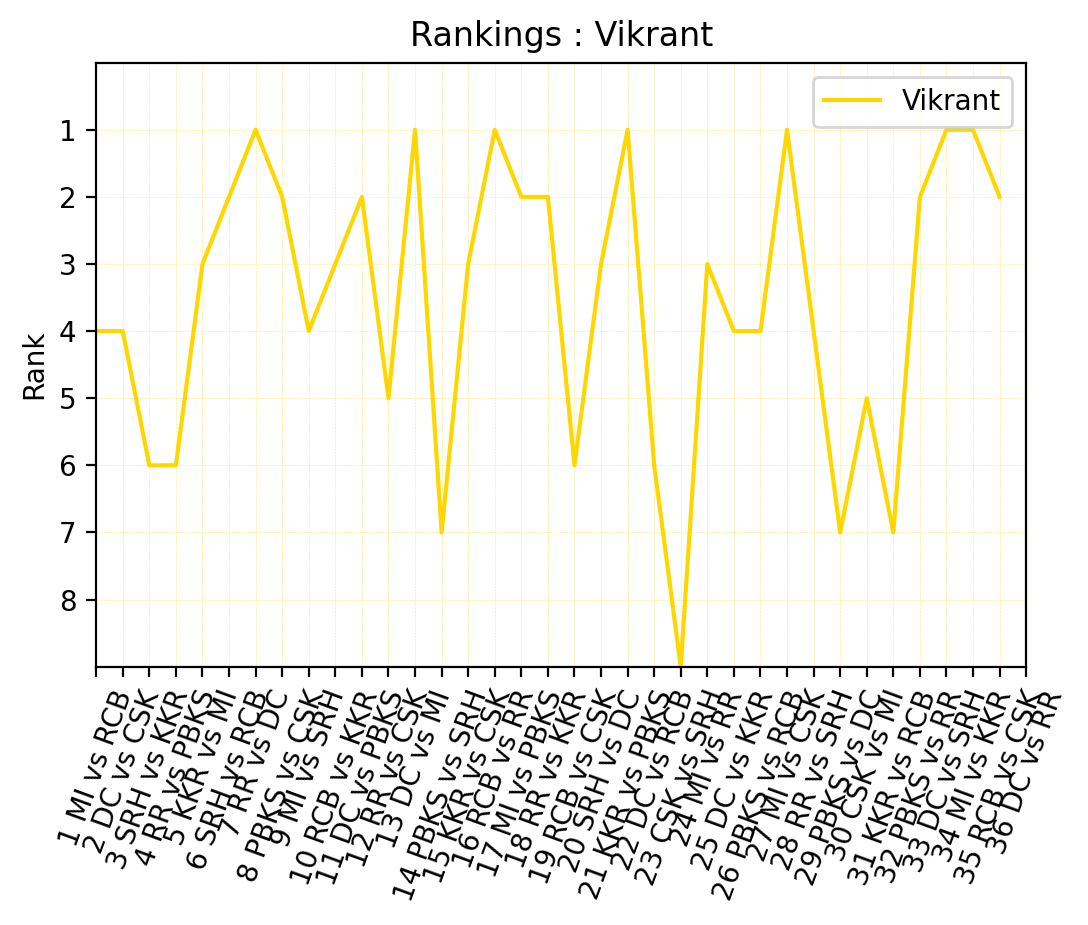 Rankings : Vikrant
Vikrant
Rank
1
2
3
4
5
6
7
8
1 MI vs RCB
2 DC vs CSK
3 SRH vs KKR
4 RR vs PBKS
5 KKR vs MI
6 SRH vs RCB
7 RR vs DC
8 PBKS vs CSK
9 MI vs SRH
10 RCB vs KKR
11 DC vs PBKS
12 RR vs CSK
13 DC vs MI
14 PBKS vs SRH
15 KKR vs CSK
16 RCB vs RR
17 MI vs PBKS
18 RR vs KKR
19 RCB vs CSK
20 SRH vs DC
21 KKR vs PBKS
22 DC vs RCB
23 CSK vs SRH
24 MI vs RR
25 DC vs KKR
26 PBKS vs RCB
27 MI vs CSK
28 RR vs SRH
29 PBKS vs DC
30 CSK vs MI
31 KKR vs RCB
32 PBKS vs RR
33 DC vs SRH
34 MI vs KKR
35 RCB vs CSK
36 DC vs RR